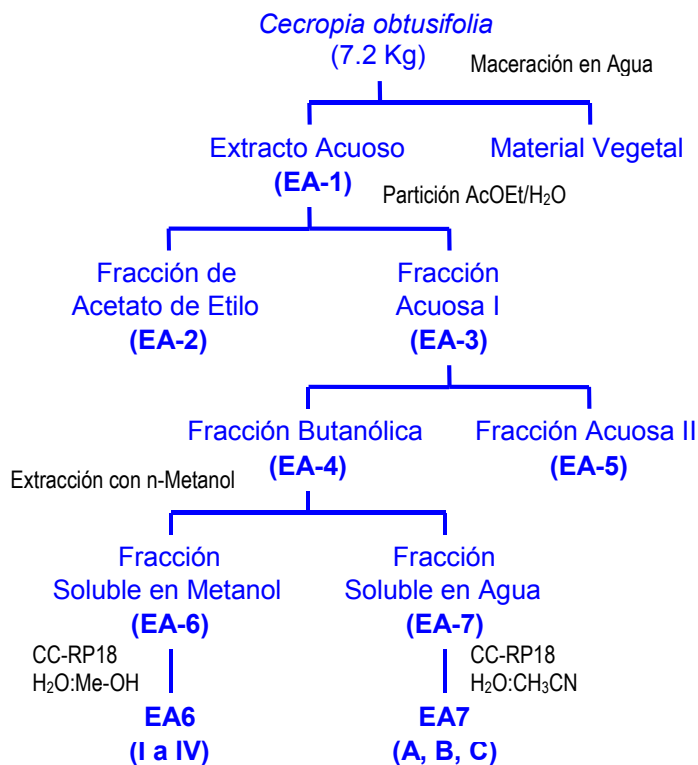 Cecropia obtusifolia
(7.2 Kg)
Maceración en Agua
Extracto Acuoso
(EA-1)
Material Vegetal
Partición AcOEt/H₂O
Fracción de
Acetato de Etilo
(EA-2)
Fracción
Acuosa I
(EA-3)
Fracción Butanólica
(EA-4)
Fracción Acuosa II
(EA-5)
Extracción con n-Metanol
Fracción
Soluble en Metanol
(EA-6)
Fracción
Soluble en Agua
(EA-7)
CC-RP18
H₂O:Me-OH
CC-RP18
H₂O:CH₃CN
EA6
(I a IV)
EA7
(A, B, C)